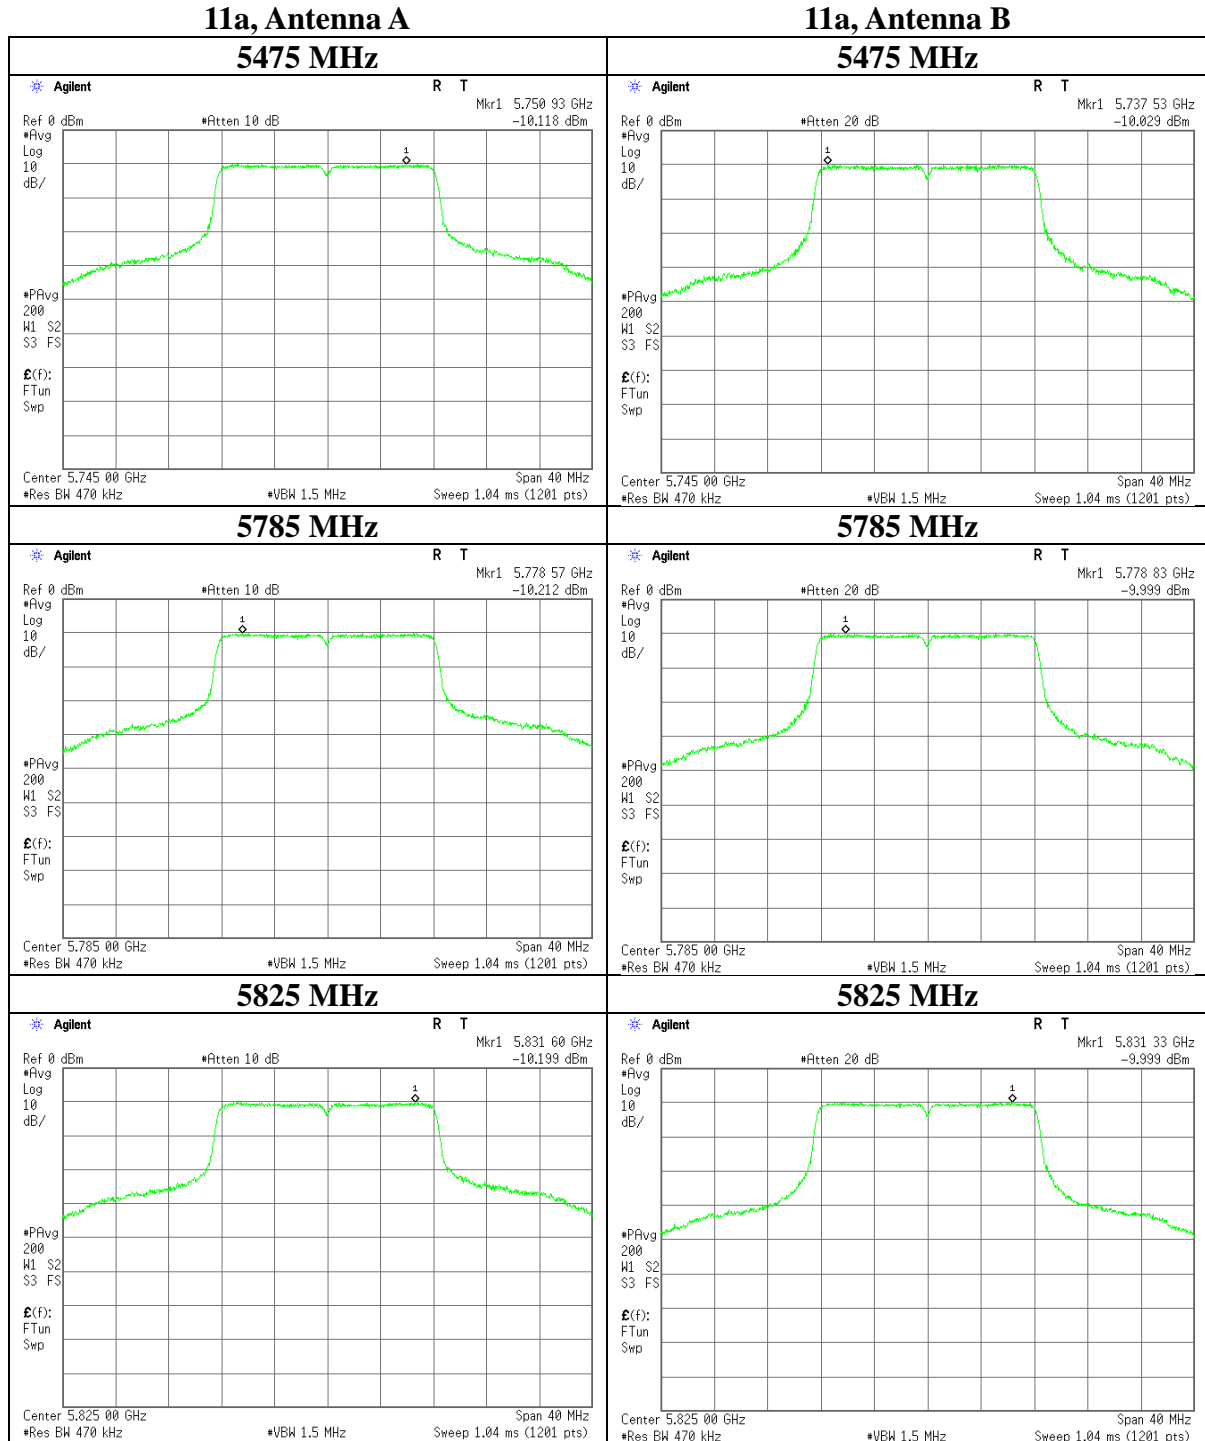 11a, Antenna A
11a, Antenna B
5475 MHz
5475 MHz
Agilent
R T
Mkr1 5.750 93 GHz
Ref 0 dBm
#Atten 10 dB
-10.118 dBm
#Avg
Log
10
dB/
1
#PAvg
200
W1 S2
S3 FS
£(f):
FTun
Swp
Center 5.745 00 GHz
Span 40 MHz
#Res BW 470 kHz
#VBW 1.5 MHz
Sweep 1.04 ms (1201 pts)
Agilent
R T
Mkr1 5.737 53 GHz
Ref 0 dBm
#Atten 20 dB
-10.029 dBm
#Avg
Log
10
dB/
1
#PAvg
200
W1 S2
S3 FS
£(f):
FTun
Swp
Center 5.745 00 GHz
Span 40 MHz
#Res BW 470 kHz
#VBW 1.5 MHz
Sweep 1.04 ms (1201 pts)
5785 MHz
5785 MHz
Agilent
R T
Mkr1 5.778 57 GHz
Ref 0 dBm
#Atten 10 dB
-10.212 dBm
#Avg
Log
10
dB/
1
#PAvg
200
W1 S2
S3 FS
£(f):
FTun
Swp
Center 5.785 00 GHz
Span 40 MHz
#Res BW 470 kHz
#VBW 1.5 MHz
Sweep 1.04 ms (1201 pts)
Agilent
R T
Mkr1 5.778 83 GHz
Ref 0 dBm
#Atten 20 dB
-9.999 dBm
#Avg
Log
10
dB/
1
#PAvg
200
W1 S2
S3 FS
£(f):
FTun
Swp
Center 5.785 00 GHz
Span 40 MHz
#Res BW 470 kHz
#VBW 1.5 MHz
Sweep 1.04 ms (1201 pts)
5825 MHz
5825 MHz
Agilent
R T
Mkr1 5.831 60 GHz
Ref 0 dBm
#Atten 10 dB
-10.199 dBm
#Avg
Log
10
dB/
1
#PAvg
200
W1 S2
S3 FS
£(f):
FTun
Swp
Center 5.825 00 GHz
Span 40 MHz
#Res BW 470 kHz
#VBW 1.5 MHz
Sweep 1.04 ms (1201 pts)
Agilent
R T
Mkr1 5.831 33 GHz
Ref 0 dBm
#Atten 20 dB
-9.999 dBm
#Avg
Log
10
dB/
1
#PAvg
200
W1 S2
S3 FS
£(f):
FTun
Swp
Center 5.825 00 GHz
Span 40 MHz
#Res BW 470 kHz
#VBW 1.5 MHz
Sweep 1.04 ms (1201 pts)